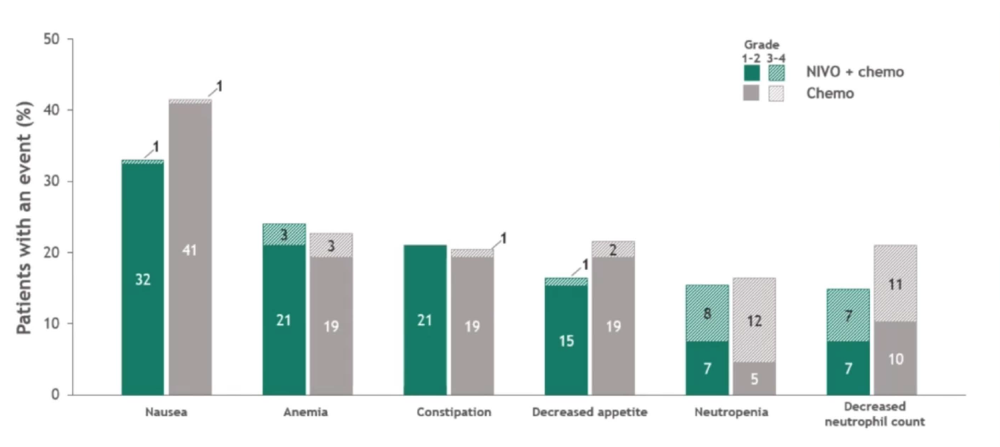 Patients with an event (%)
50
40
30
20
10
0
Grade
1-2 3-4
NIVO + chemo
Chemo
1
32
1
41
3
21
3
19
21
1
19
1
15
2
19
8
7
12
5
7
7
11
10
Nausea
Anemia
Constipation
Decreased appetite
Neutropenia
Decreased
neutrophil count